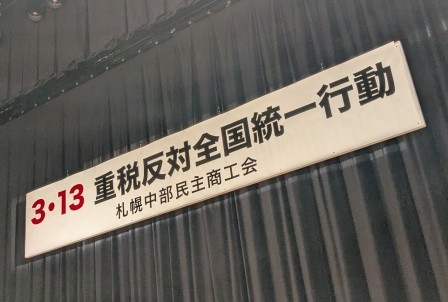 3・13 重税反対全国統一行動
札幌中部民主商工会